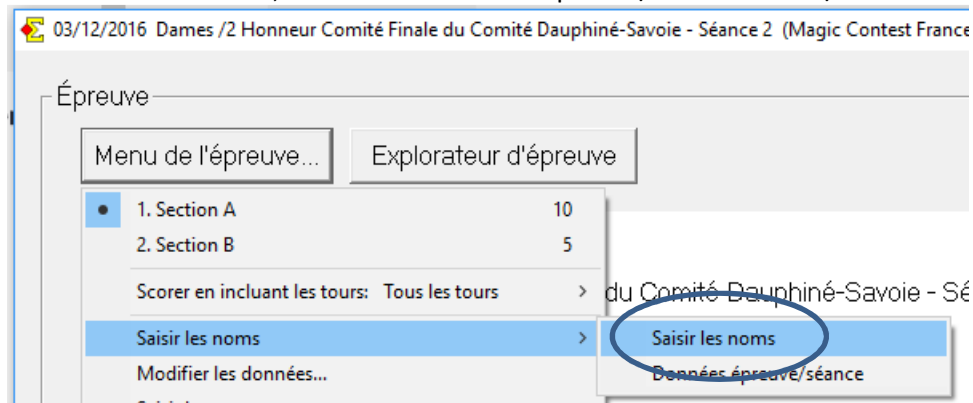 03/12/2016 Dames /2 Honneur Comité Finale du Comité Dauphiné-Savoie - Séance 2 (Magic Contest France
Épreuve
Menu de l'épreuve... Explorateur d'épreuve
1. Section A 10
2. Section B 5
Scorer en incluant les tours: Tous les tours > du Comité Dauphiné-Savoie - Sé
Saisir les noms > Saisir les noms
Modifier les données... Données épreuve/séance